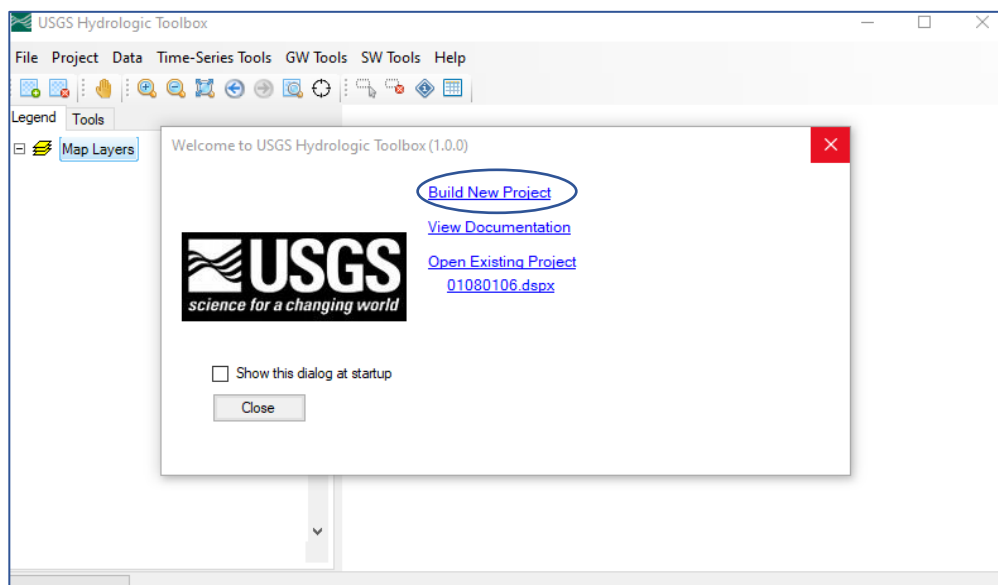 USGS Hydrologic Toolbox
File Project Data Time-Series Tools GW Tools SW Tools Help
Legend Tools
Map Layers
Welcome to USGS Hydrologic Toolbox (1.0.0)
Build New Project
View Documentation
Open Existing Project
01080106.dspx
USGS
science for a changing world
Show this dialog at startup
Close